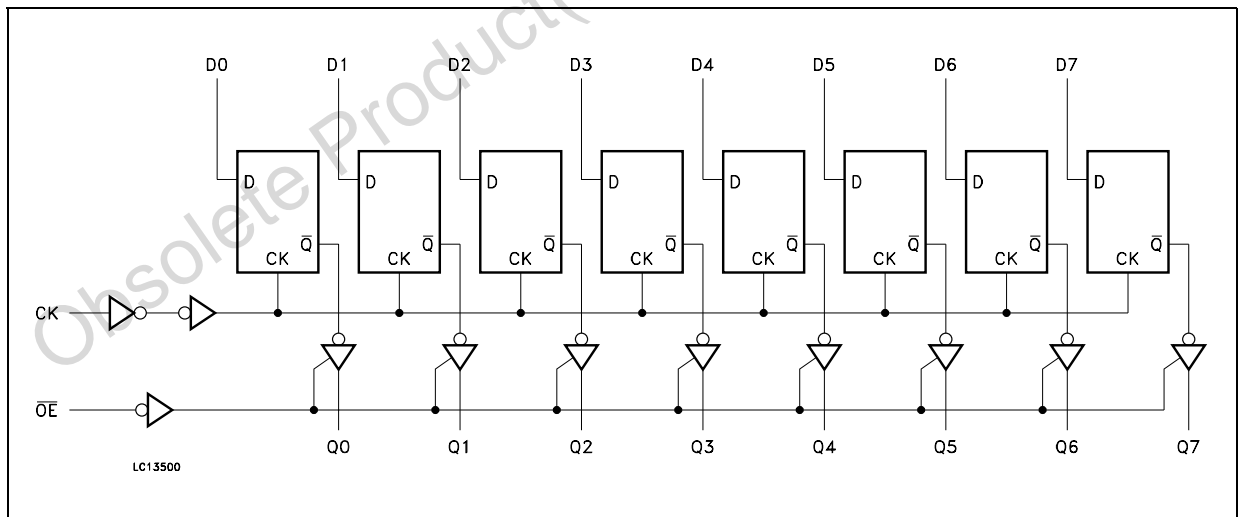 Obsolete Product(
D0 D1 D2 D3 D4 D5 D6 D7
D D D D D D D D
Q̅ Q̅ Q̅ Q̅ Q̅ Q̅ Q̅ Q̅
CK CK CK CK CK CK CK CK
CK
O̅E̅
Q0 Q1 Q2 Q3 Q4 Q5 Q6 Q7
LC13500